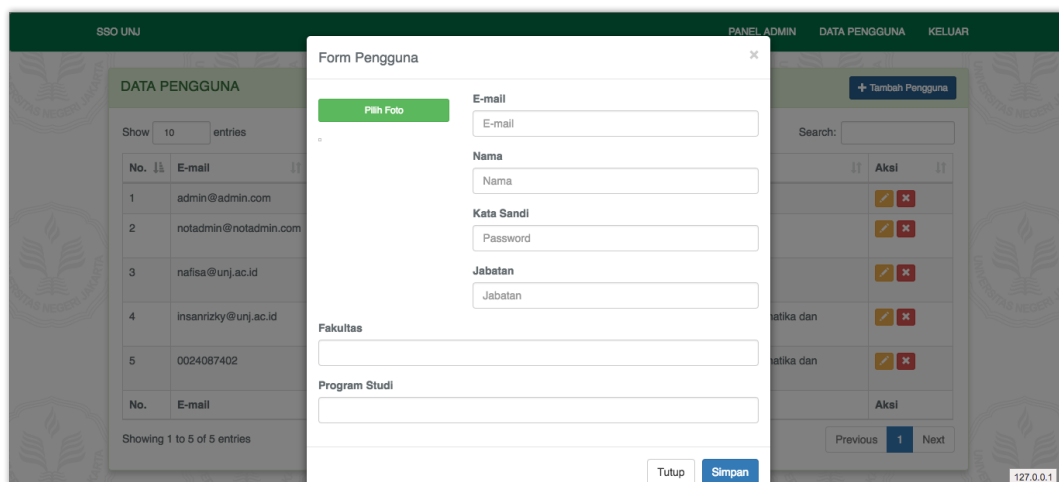 SSO UNJ PANEL ADMIN DATA PENGGUNA KELUAR
Form Pengguna ×
DATA PENGGUNA + Tambah Pengguna
Pilih Foto
E-mail
E-mail
Nama
Nama
Kata Sandi
Password
Jabatan
Jabatan
Fakultas
Program Studi
Tutup Simpan
Show 10 entries Search:
No. E-mail Aksi
1 admin@admin.com
2 notadmin@notadmin.com
3 nafisa@unj.ac.id
4 insanrizky@unj.ac.id dan
5 0024087402 dan
No. E-mail Aksi
Showing 1 to 5 of 5 entries Previous 1 Next
127.0.0.1